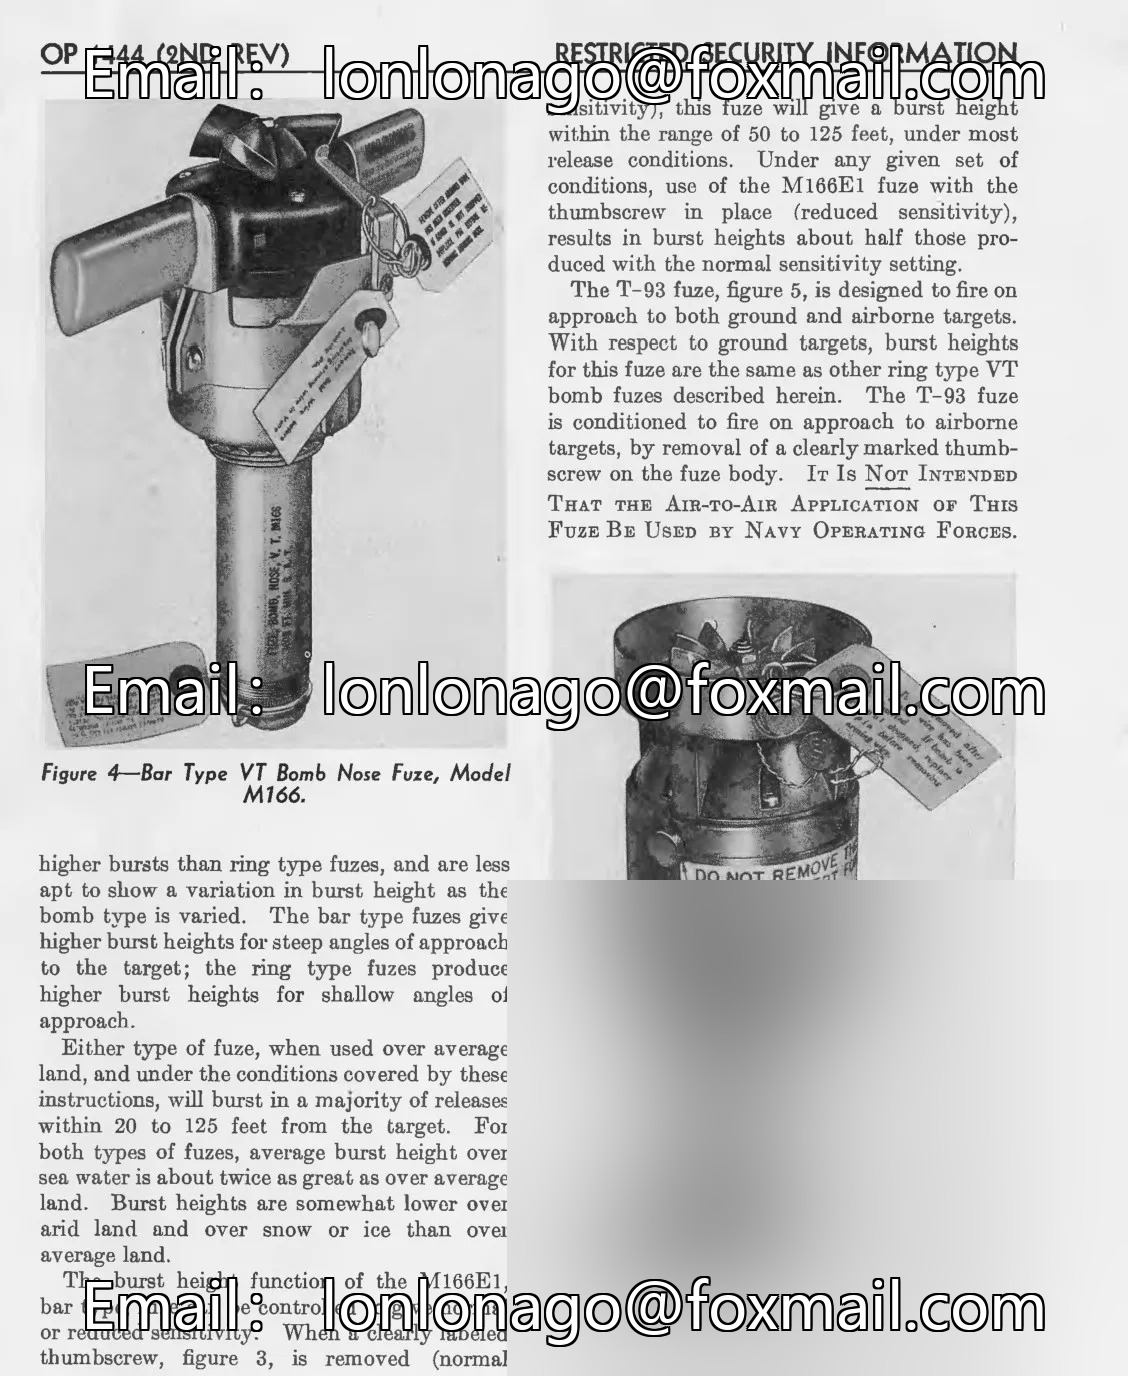 OP 1444 (2ND REV)
RESTRICTED SECURITY INFORMATION
Email: lonlonago@foxmail.com
FUZE, BOMB, NOSE, V. T. M166
Email: lonlonago@foxmail.com
Figure 4—Bar Type VT Bomb Nose Fuze, Model
M166.
higher bursts than ring type fuzes, and are less
apt to show a variation in burst height as the
bomb type is varied. The bar type fuzes give
higher burst heights for steep angles of approach
to the target; the ring type fuzes produce
higher burst heights for shallow angles of
approach.
Either type of fuze, when used over average
land, and under the conditions covered by these
instructions, will burst in a majority of releases
within 20 to 125 feet from the target. For
both types of fuzes, average burst height over
sea water is about twice as great as over average
land. Burst heights are somewhat lower over
arid land and over snow or ice than over
average land.
The burst height function of the M166E1,
bar type fuze can be controlled to give normal
or reduced sensitivity. When a clearly labeled
thumbscrew, figure 3, is removed (normal
sensitivity), this fuze will give a burst height
within the range of 50 to 125 feet, under most
release conditions. Under any given set of
conditions, use of the M166E1 fuze with the
thumbscrew in place (reduced sensitivity),
results in burst heights about half those pro-
duced with the normal sensitivity setting.
The T-93 fuze, figure 5, is designed to fire on
approach to both ground and airborne targets.
With respect to ground targets, burst heights
for this fuze are the same as other ring type VT
bomb fuzes described herein. The T-93 fuze
is conditioned to fire on approach to airborne
targets, by removal of a clearly marked thumb-
screw on the fuze body. IT IS NOT INTENDED
THAT THE AIR-TO-AIR APPLICATION OF THIS
FUZE BE USED BY NAVY OPERATING FORCES.
DO NOT REMOVE
Email: lonlonago@foxmail.com